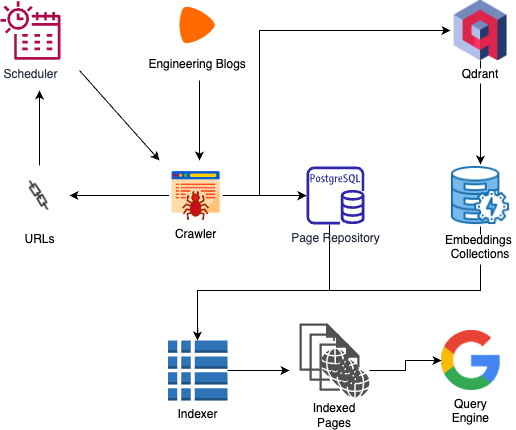 Scheduler
Engineering Blogs
Qdrant
URLs
Crawler
PostgreSQL
Page Repository
Embeddings
Collections
Indexer
Indexed
Pages
Query
Engine